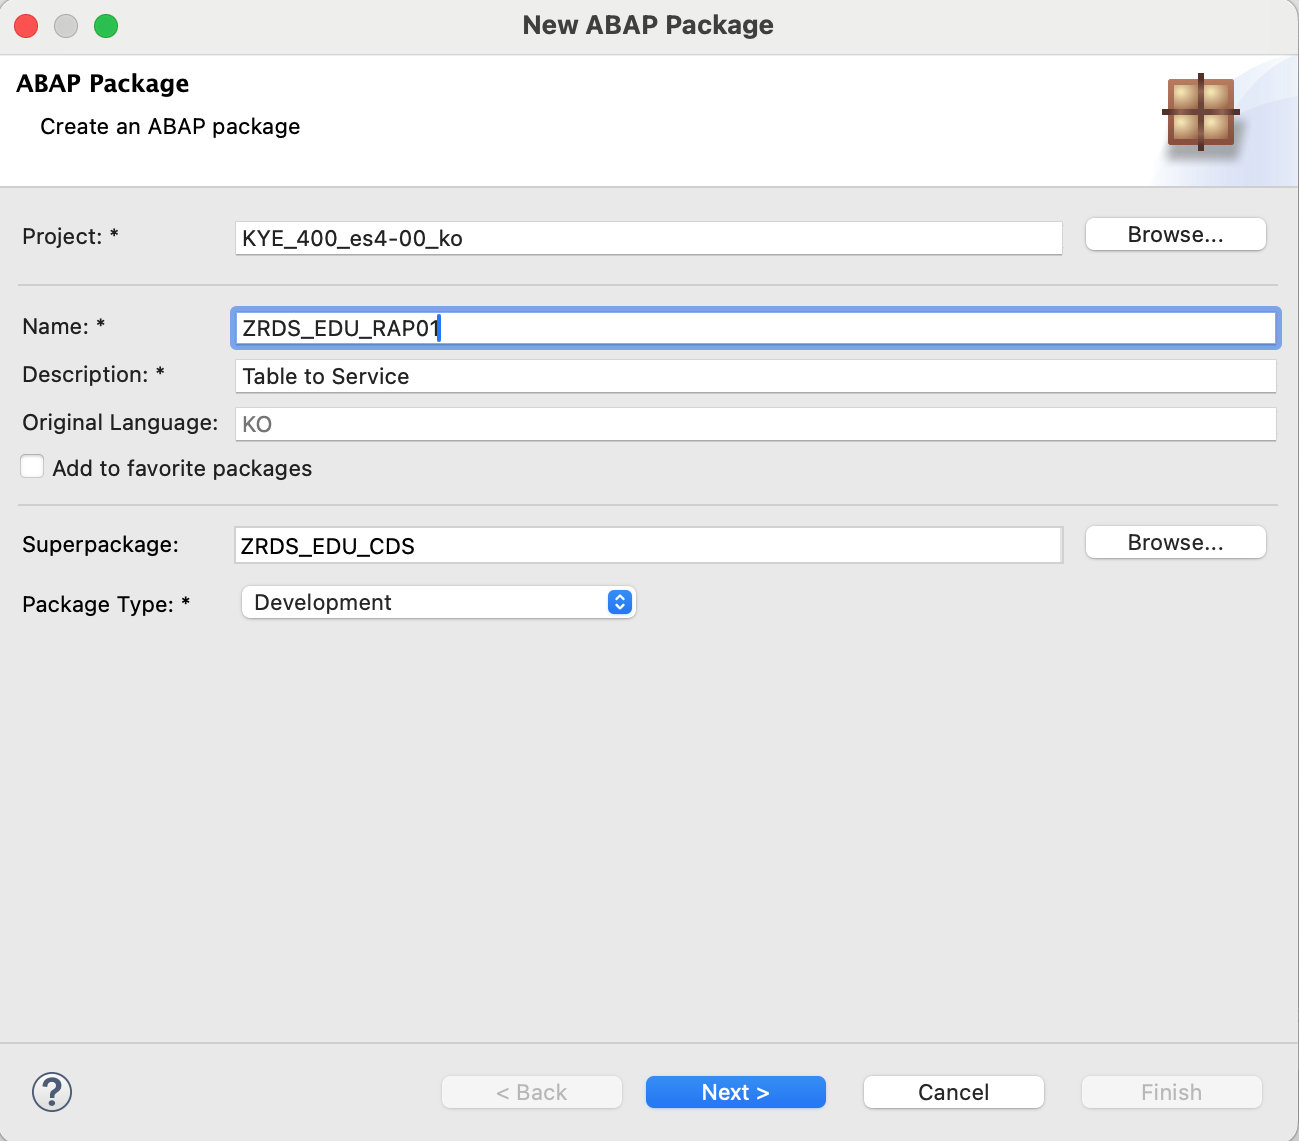 New ABAP Package
ABAP Package
Create an ABAP package
Project: * KYE_400_es4-00_ko Browse...
Name: * ZRDS_EDU_RAP01
Description: * Table to Service
Original Language: KO
Add to favorite packages
Superpackage: ZRDS_EDU_CDS Browse...
Package Type: * Development
? < Back Next > Cancel Finish